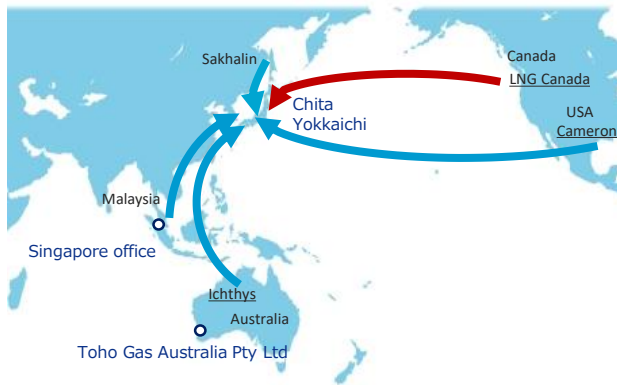 Sakhalin
Canada
LNG Canada
Chita
Yokkaichi
USA
Cameron
Malaysia
Singapore office
Ichthys
Australia
Toho Gas Australia Pty Ltd